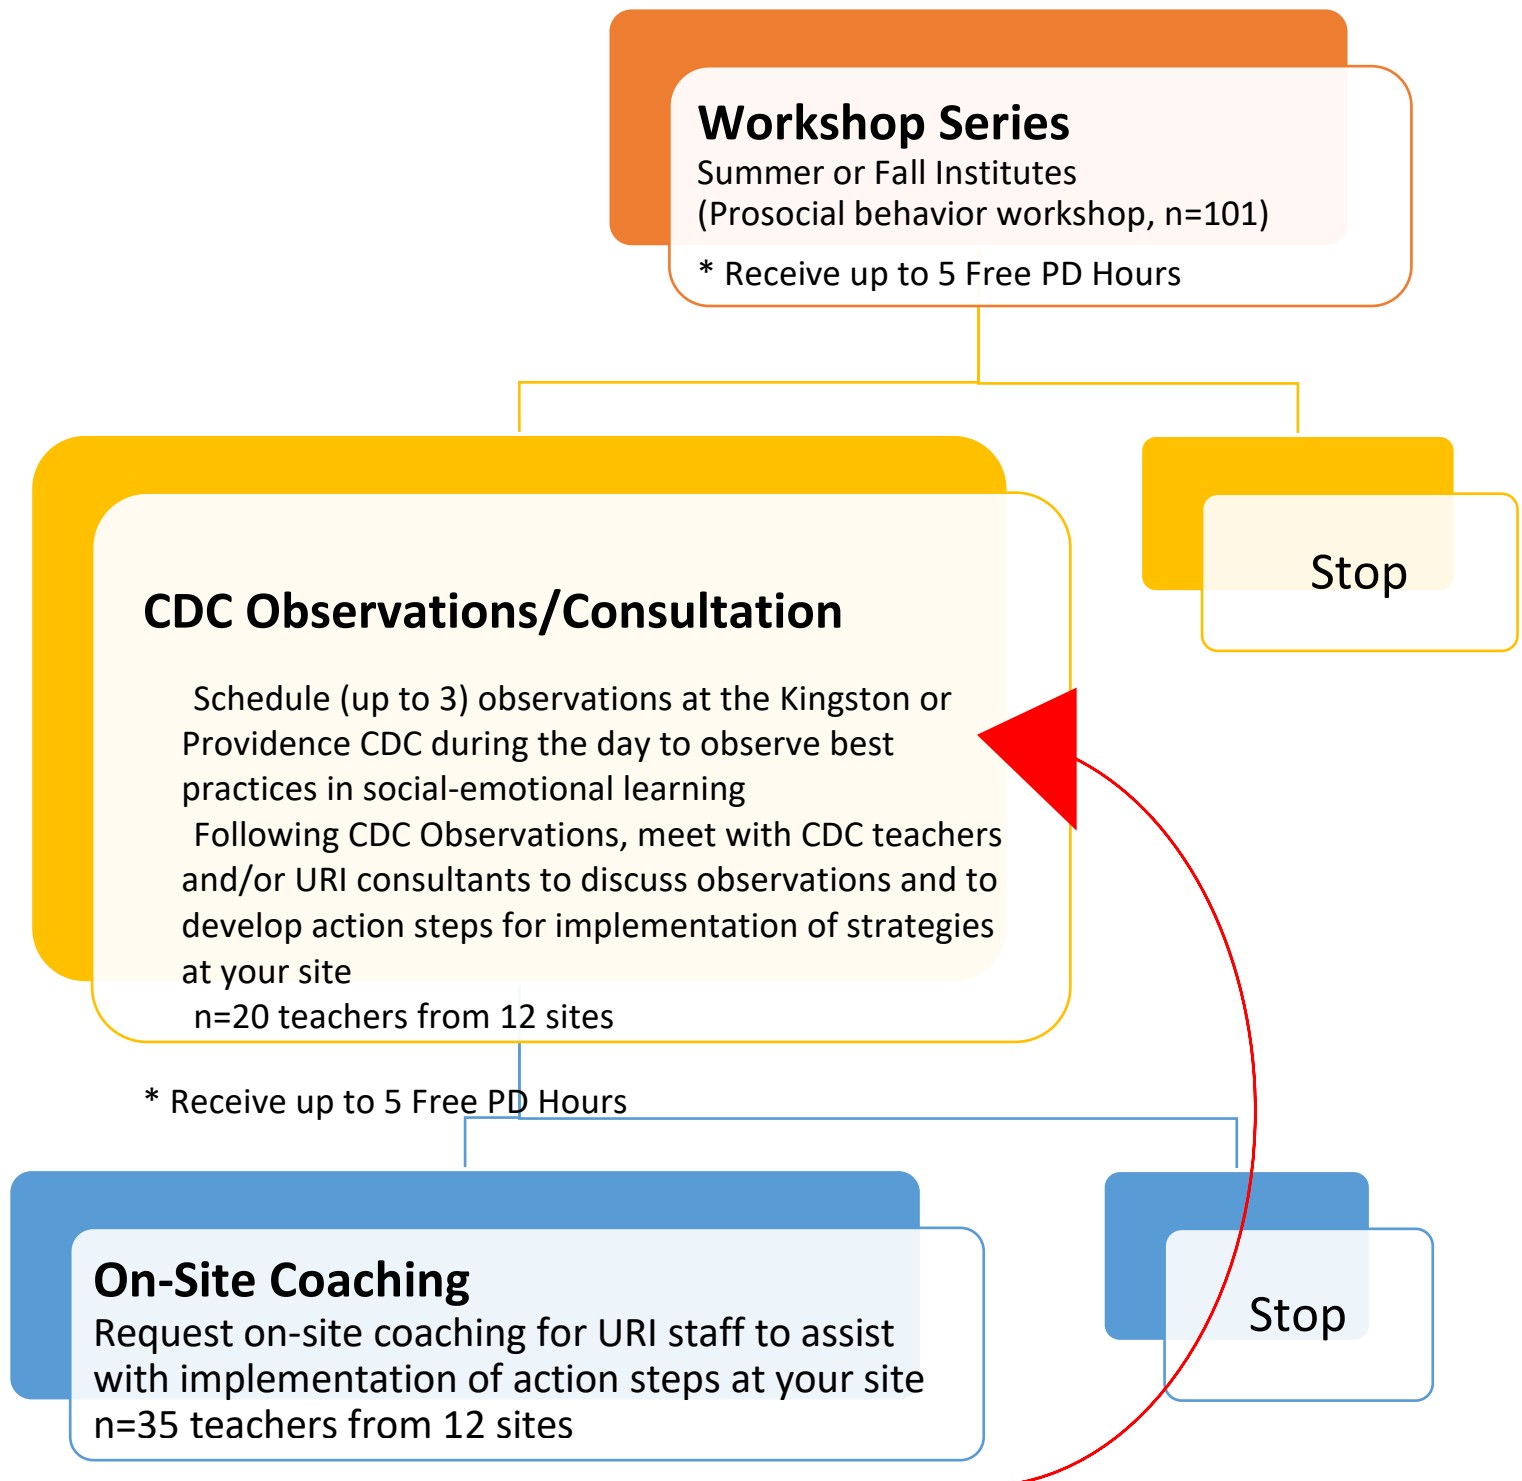 Workshop Series
Summer or Fall Institutes
(Prosocial behavior workshop, n=101)
* Receive up to 5 Free PD Hours
Stop
CDC Observations/Consultation
Schedule (up to 3) observations at the Kingston or
Providence CDC during the day to observe best
practices in social-emotional learning
Following CDC Observations, meet with CDC teachers
and/or URI consultants to discuss observations and to
develop action steps for implementation of strategies
at your site
n=20 teachers from 12 sites
* Receive up to 5 Free PD Hours
On-Site Coaching
Request on-site coaching for URI staff to assist
with implementation of action steps at your site
n=35 teachers from 12 sites
Stop